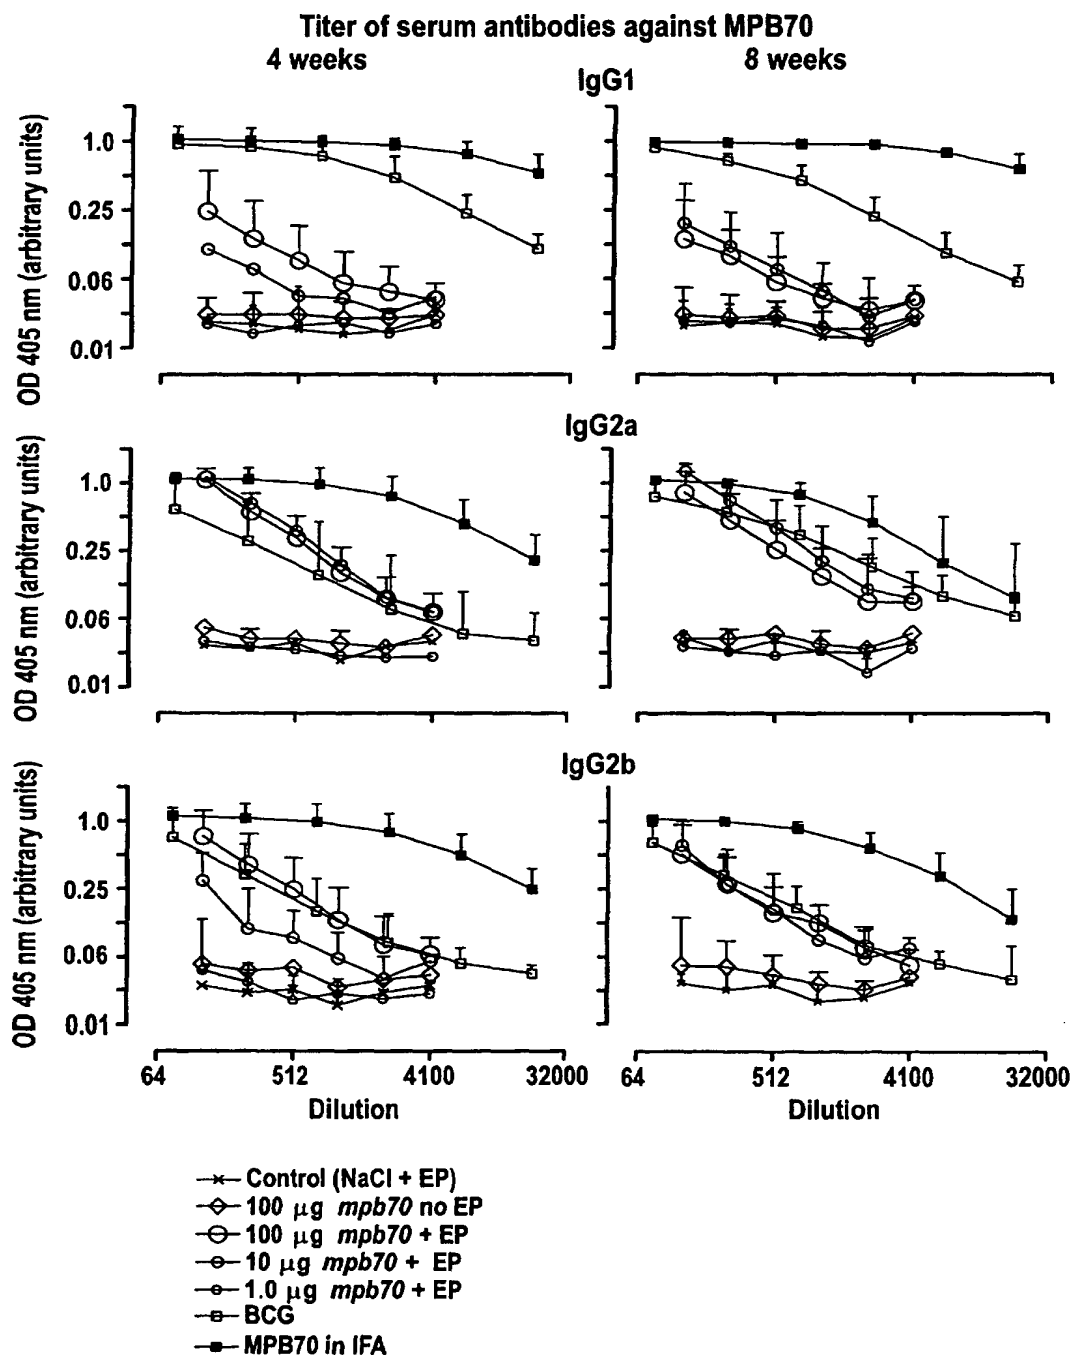 Titer of serum antibodies against MPB70
4 weeks
8 weeks
IgG1
OD 405 nm (arbitrary units)
1.0
0.25
0.06
0.01
IgG2a
OD 405 nm (arbitrary units)
1.0
0.25
0.06
0.01
IgG2b
OD 405 nm (arbitrary units)
1.0
0.25
0.06
0.01
64 512 4100 32000
Dilution
64 512 4100 32000
Dilution
Control (NaCl + EP)
100 µg mpb70 no EP
100 µg mpb70 + EP
10 µg mpb70 + EP
1.0 µg mpb70 + EP
BCG
MPB70 in IFA